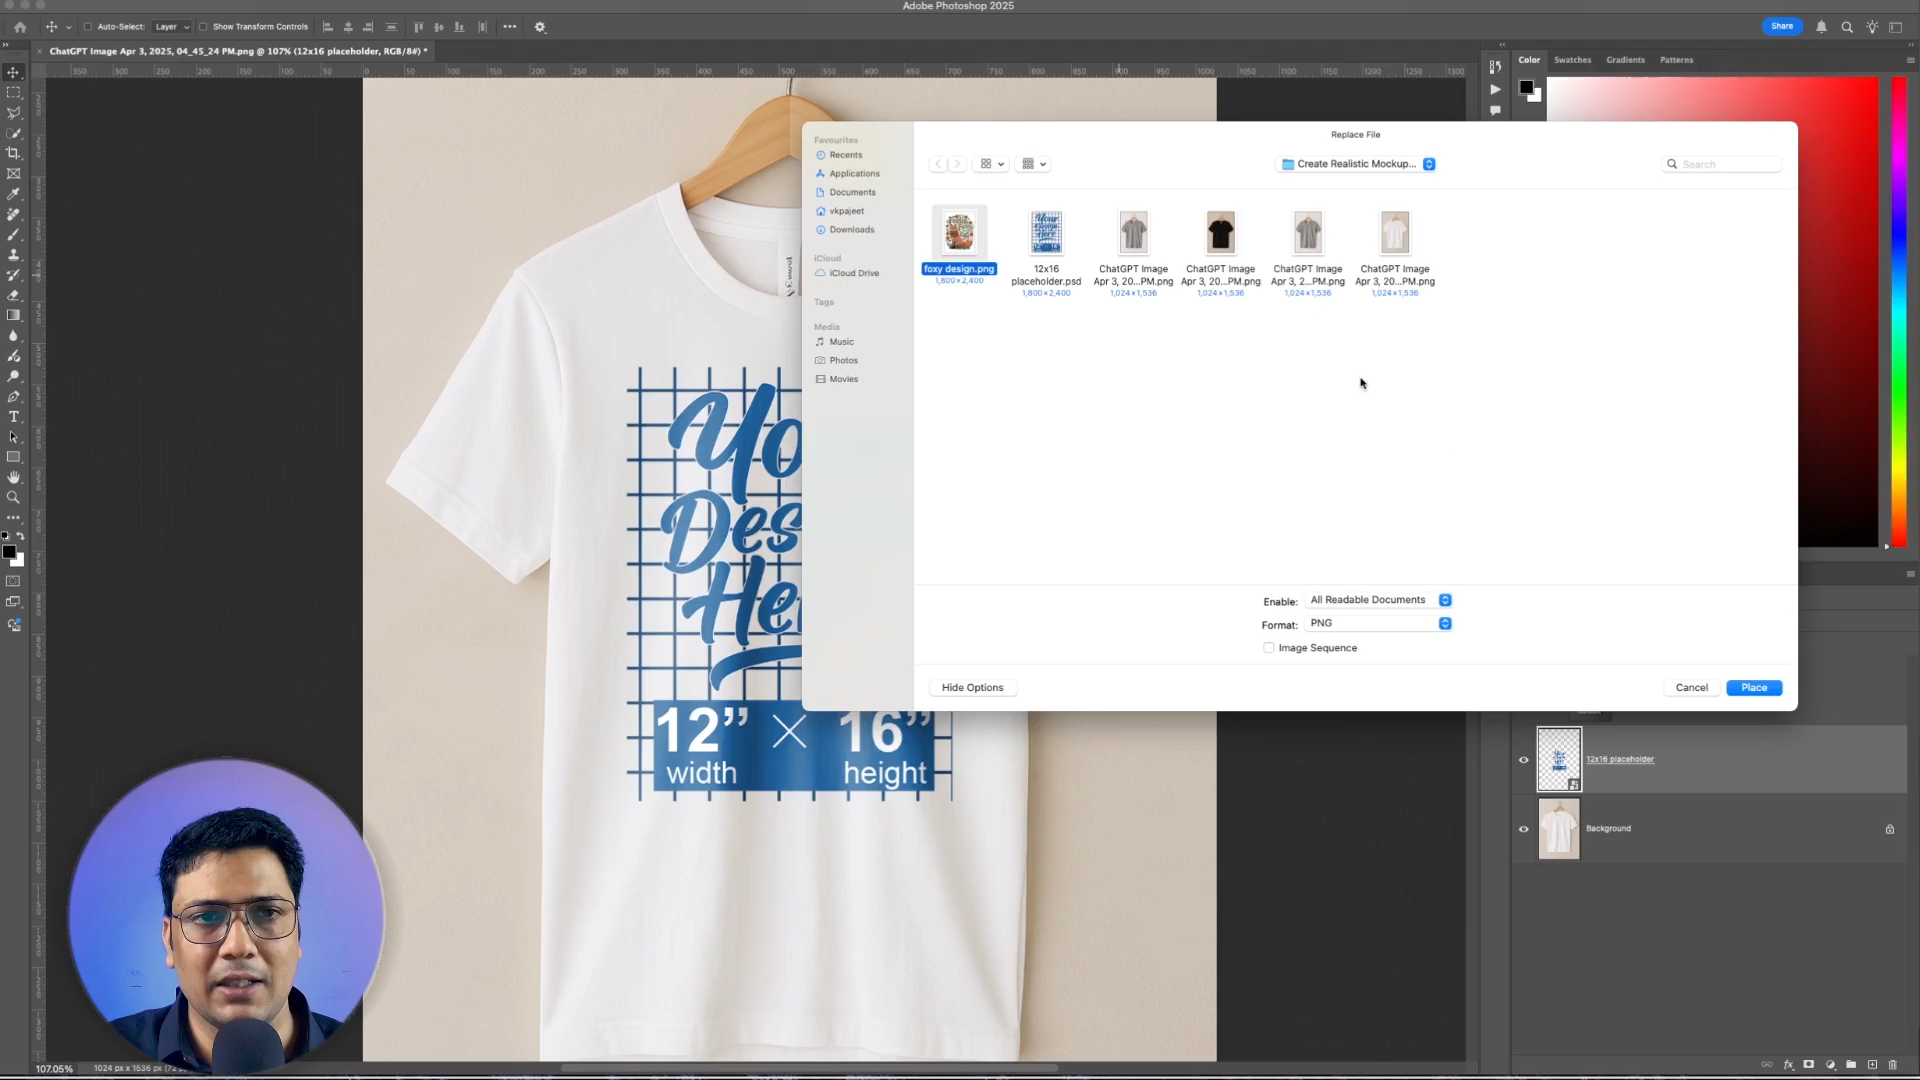 Adobe Photoshop 2025
Auto-Select: Layer Show Transform Controls
Share
ChatGPT Image Apr 3, 2025, 04_45_24 PM.png @ 107% (12x16 placeholder, RGB/8#) *
Color Swatches Gradients Patterns
Replace File
Favourites
Recents
Applications
Documents
vkpajeet
Downloads
iCloud
iCloud Drive
Tags
Media
Music
Photos
Movies
Create Realistic Mockup...
Search
foxy design.png
1,800×2,400
12x16
placeholder.psd
1,800×2,400
ChatGPT Image
Apr 3, 20...PM.png
1,024×1,536
ChatGPT Image
Apr 3, 20...PM.png
1,024×1,536
ChatGPT Image
Apr 3, 2...PM.png
1,024×1,536
ChatGPT Image
Apr 3, 20...PM.png
1,024×1,536
Enable: All Readable Documents
Format: PNG
Image Sequence
Hide Options
Cancel
Place
Yo
Des
He
12” × 16”
width height
12x16 placeholder
Background
107.05%
1024 px x 1536 px (72